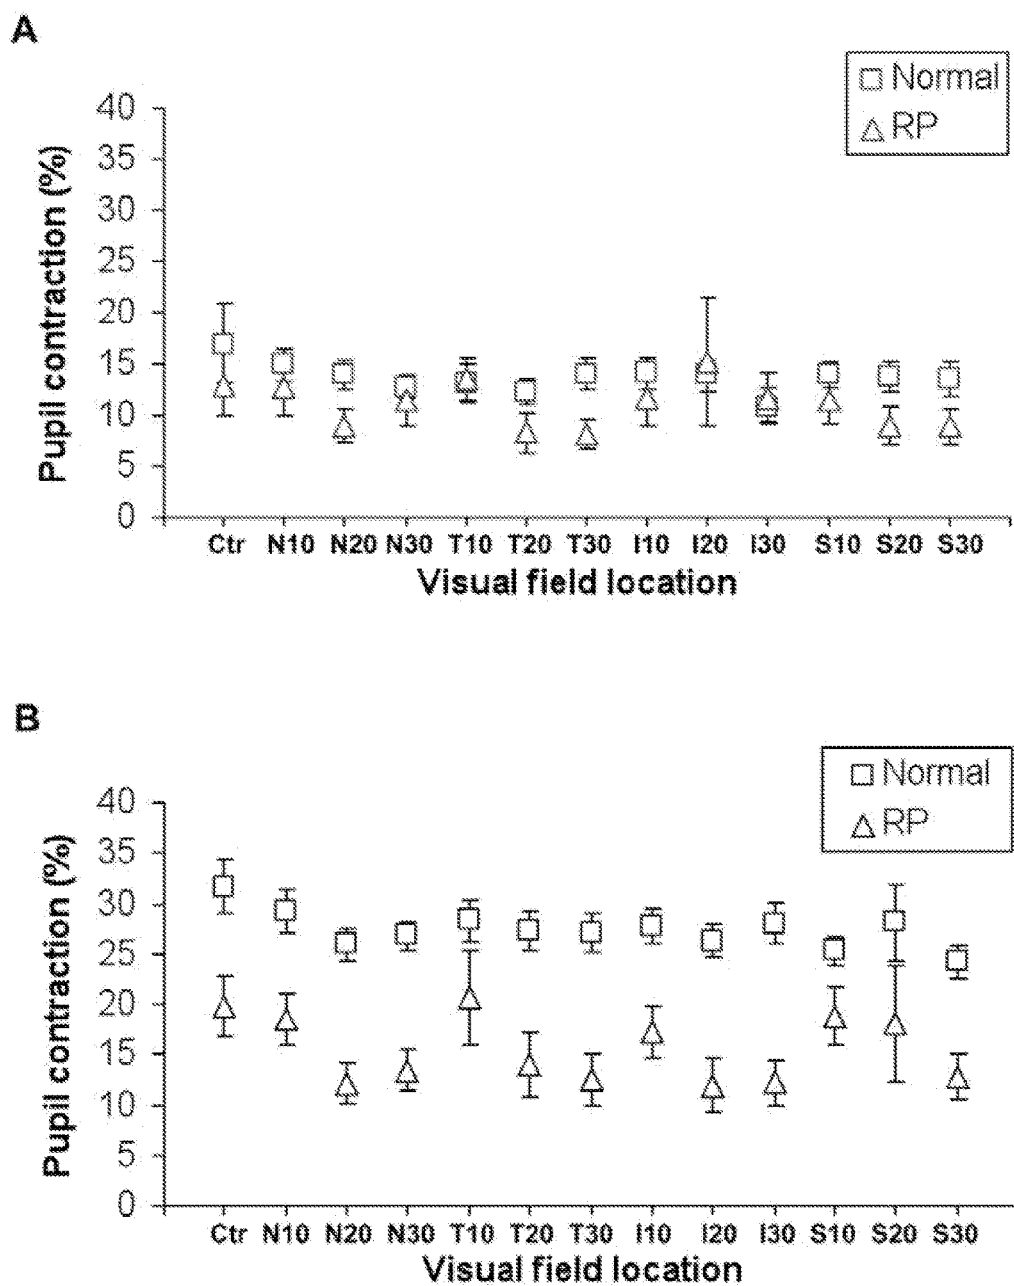 A
Normal
RP
40
35
30
25
20
15
10
5
0
Pupil contraction (%)
Ctr N10 N20 N30 T10 T20 T30 I10 I20 I30 S10 S20 S30
Visual field location
B
Normal
RP
40
35
30
25
20
15
10
5
0
Pupil contraction (%)
Ctr N10 N20 N30 T10 T20 T30 I10 I20 I30 S10 S20 S30
Visual field location